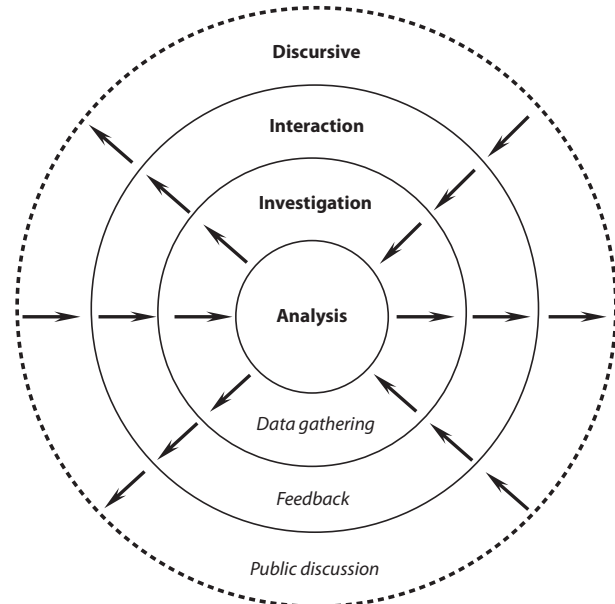 Discursive
Interaction
Investigation
Analysis
Data gathering
Feedback
Public discussion